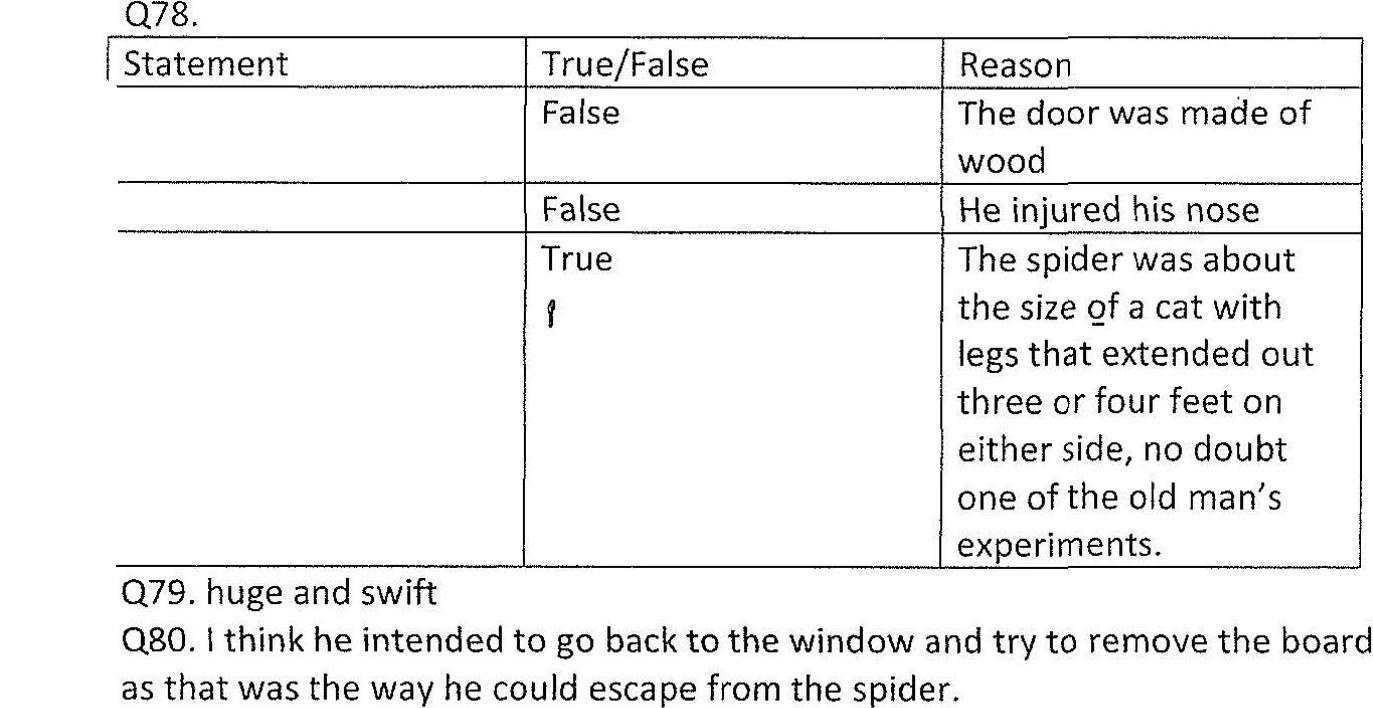 Q78.
Statement True/False Reason
False The door was made of
wood
False He injured his nose
True The spider was about
the size of a cat with
legs that extended out
three or four feet on
either side, no doubt
one of the old man's
experiments.
Q79. huge and swift
Q80. I think he intended to go back to the window and try to remove the board
as that was the way he could escape from the spider.